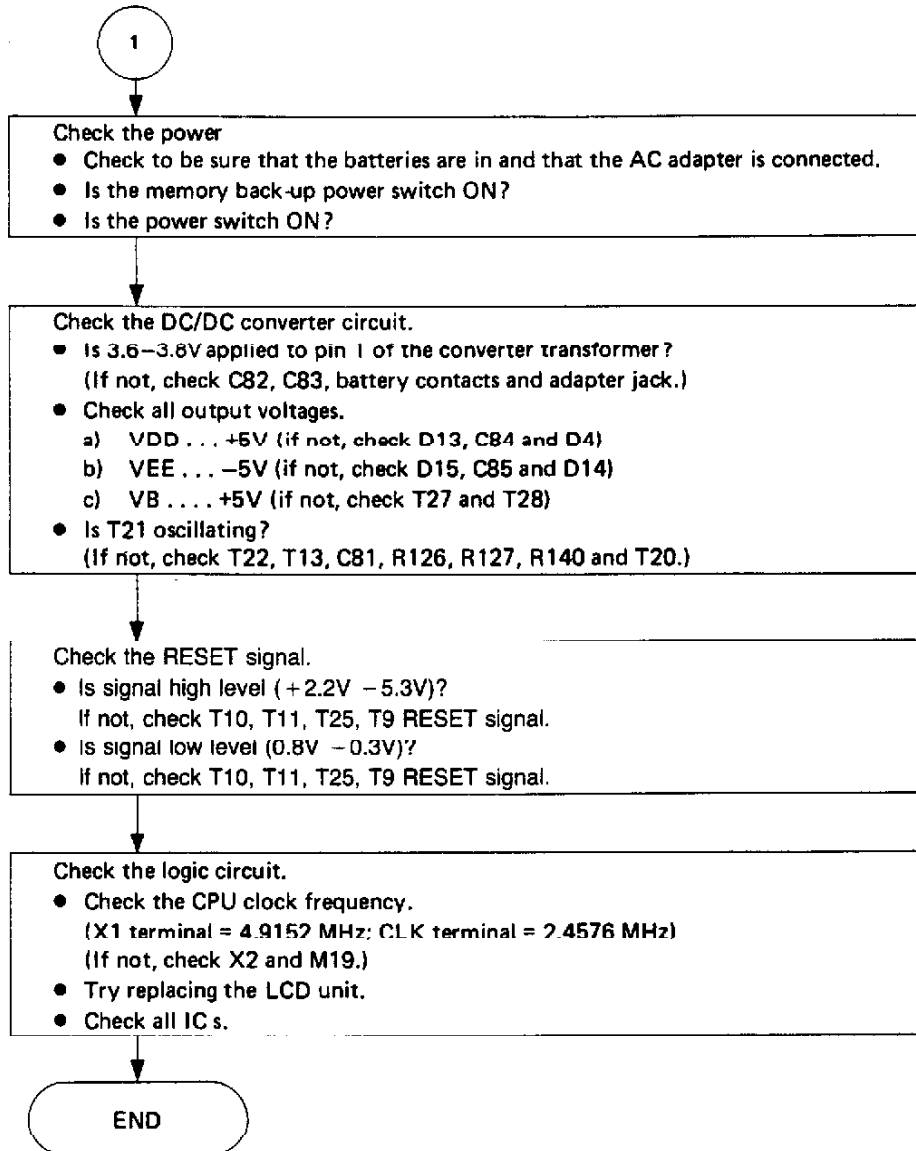 1
Check the power
● Check to be sure that the batteries are in and that the AC adapter is connected.
● Is the memory back-up power switch ON?
● Is the power switch ON?
Check the DC/DC converter circuit.
● Is 3.6–3.8V applied to pin 1 of the converter transformer?
(If not, check C82, C83, battery contacts and adapter jack.)
● Check all output voltages.
a) VDD ... +5V (if not, check D13, C84 and D4)
b) VEE ... –5V (if not, check D15, C85 and D14)
c) VB .... +5V (if not, check T27 and T28)
● Is T21 oscillating?
(If not, check T22, T13, C81, R126, R127, R140 and T20.)
Check the RESET signal.
● Is signal high level (+2.2V –5.3V)?
If not, check T10, T11, T25, T9 RESET signal.
● Is signal low level (0.8V –0.3V)?
If not, check T10, T11, T25, T9 RESET signal.
Check the logic circuit.
● Check the CPU clock frequency.
(X1 terminal = 4.9152 MHz; CLK terminal = 2.4576 MHz)
(If not, check X2 and M19.)
● Try replacing the LCD unit.
● Check all IC s.
END